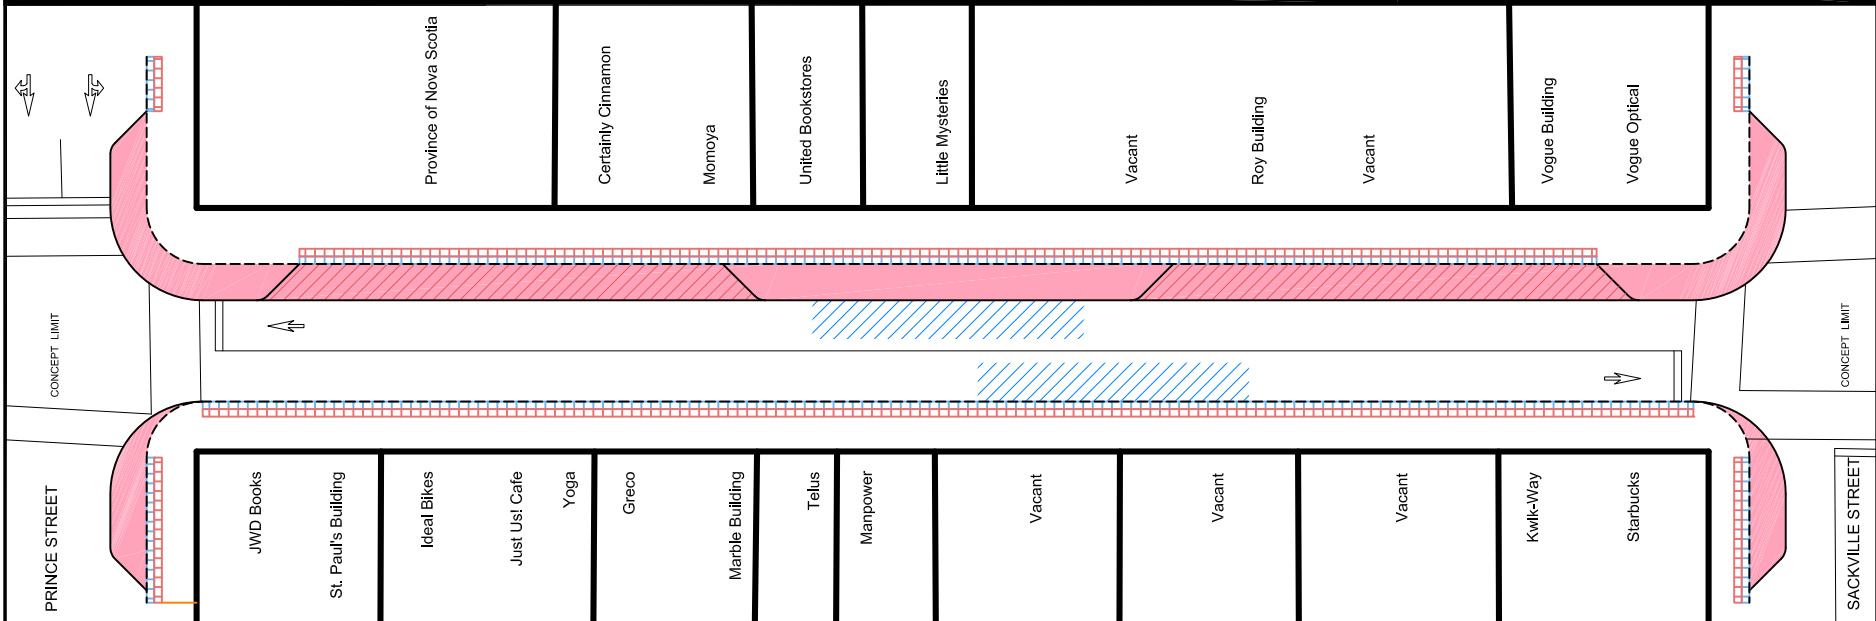 Province of Nova Scotia
Certainly Cinnamon
Momoya
United Bookstores
Little Mysteries
Vacant
Roy Building
Vacant
Vogue Building
Vogue Optical
CONCEPT LIMIT
CONCEPT LIMIT
PRINCE STREET
JWD Books
St. Paul's Building
Ideal Bikes
Just Us! Cafe
Yoga
Greco
Marble Building
Telus
Manpower
Vacant
Vacant
Vacant
Kwik-Way
Starbucks
SACKVILLE STREET